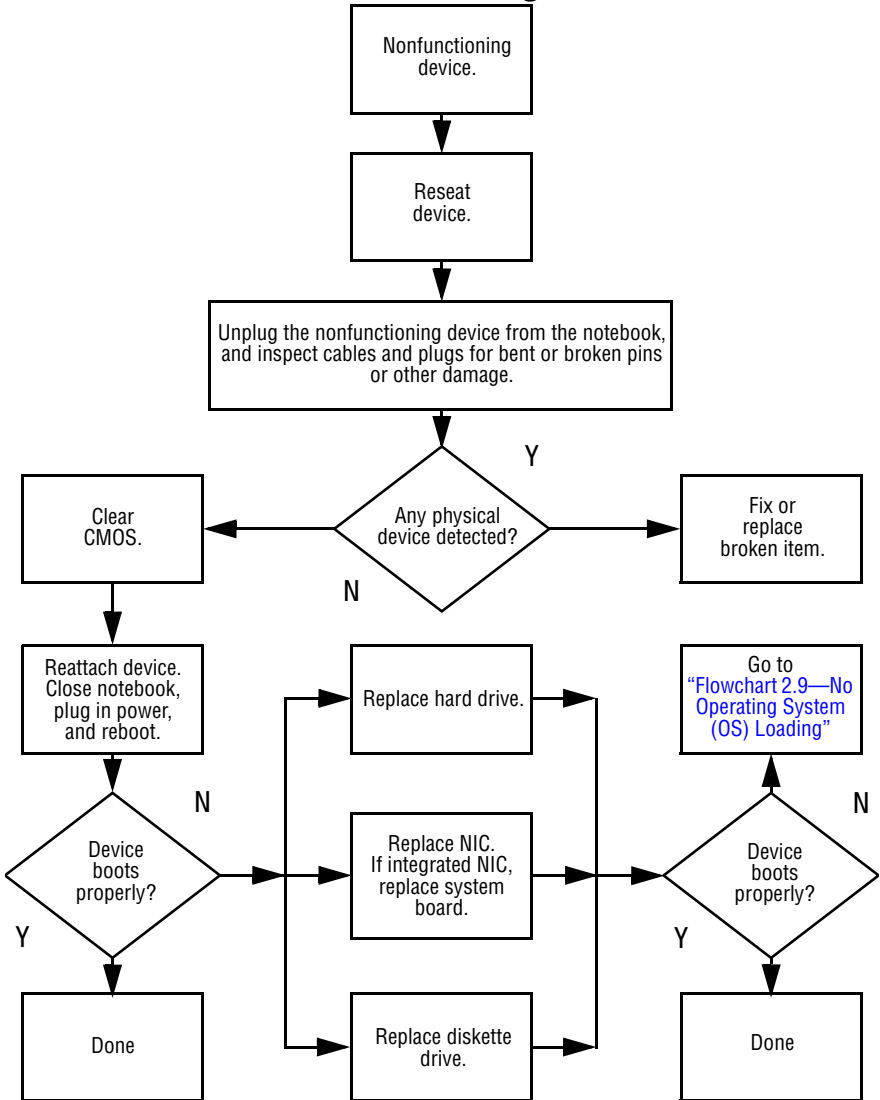 Nonfunctioning
device.
Reseat
device.
Unplug the nonfunctioning device from the notebook,
and inspect cables and plugs for bent or broken pins
or other damage.
Y
Clear
CMOS.
Any physical
device detected?
Fix or
replace
broken item.
N
Reattach device.
Close notebook,
plug in power,
and reboot.
Replace hard drive.
Go to
“Flowchart 2.9—No
Operating System
(OS) Loading”
N
N
Device
boots
properly?
Replace NIC.
If integrated NIC,
replace system
board.
Device
boots
properly?
Y
Y
Done
Replace diskette
drive.
Done